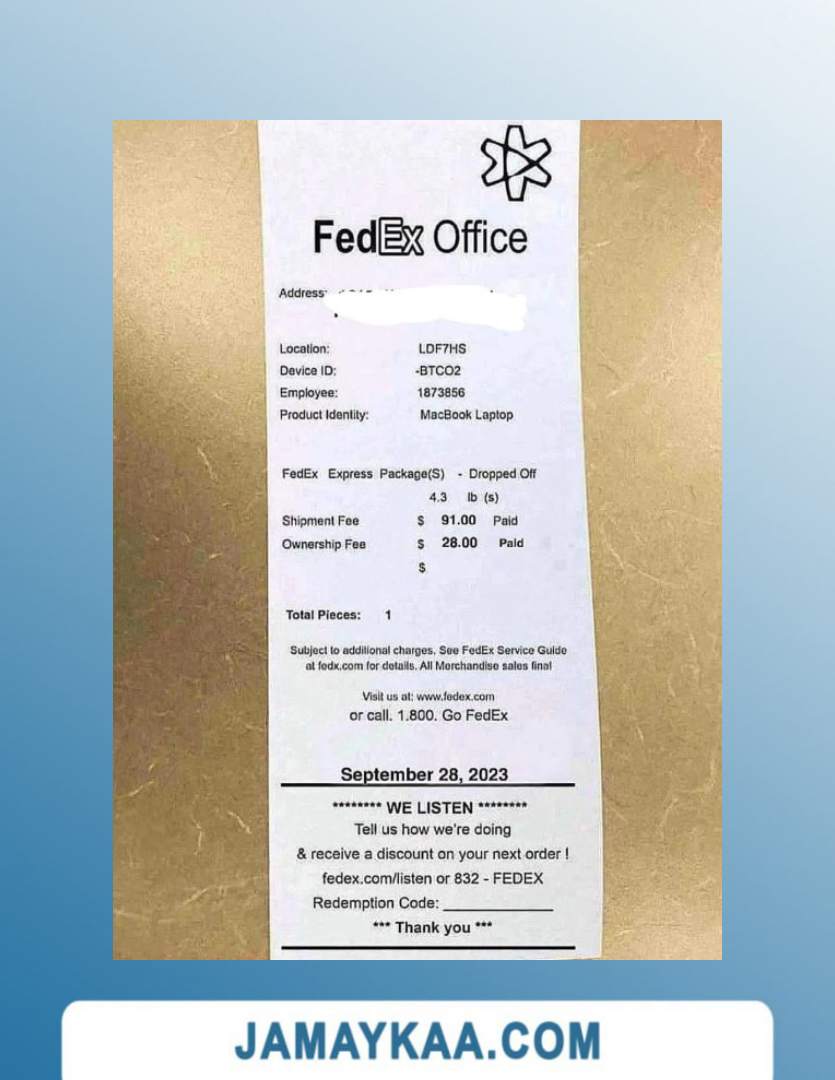 FedEx Office
Address:
Location: LDF7HS
Device ID: -BTCO2
Employee: 1873856
Product Identity: MacBook Laptop
FedEx Express Package(S) - Dropped Off
4.3 lb (s)
Shipment Fee $ 91.00 Paid
Ownership Fee $ 28.00 Paid
$
Total Pieces: 1
Subject to additional charges. See FedEx Service Guide
at fedx.com for details. All Merchandise sales final
Visit us at: www.fedex.com
or call. 1.800. Go FedEx
September 28, 2023
******** WE LISTEN ********
Tell us how we're doing
& receive a discount on your next order !
fedex.com/listen or 832 - FEDEX
Redemption Code: ____________
*** Thank you ***
JAMAYKAA.COM